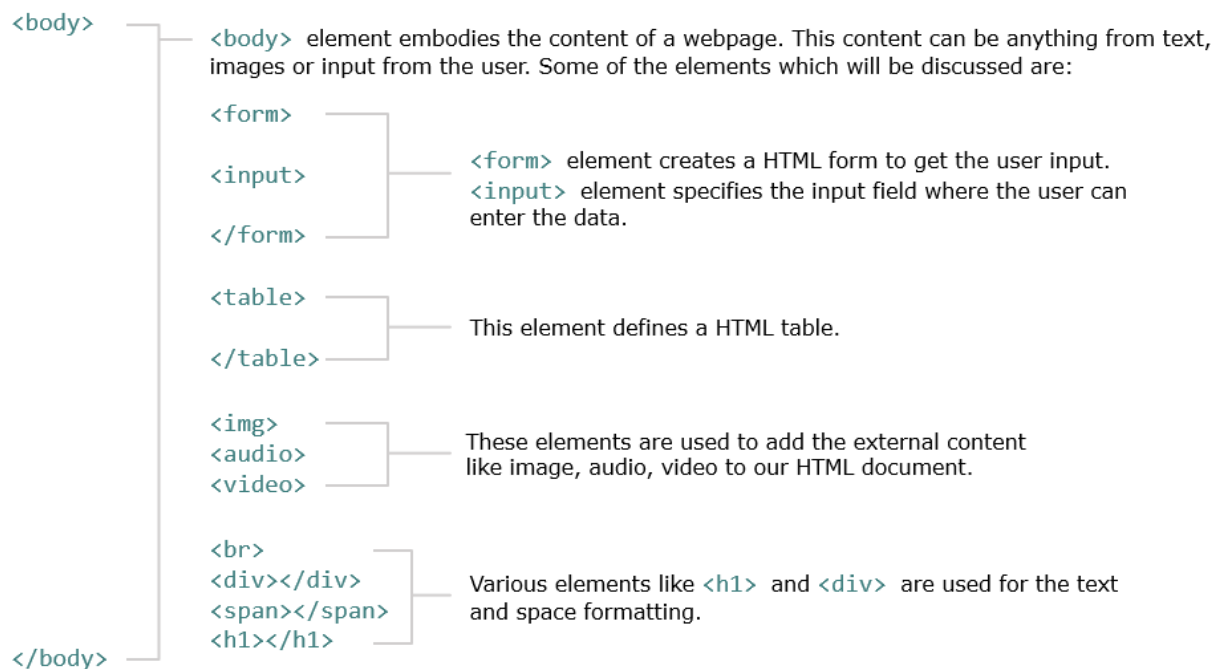 <body>
<body> element embodies the content of a webpage. This content can be anything from text,
images or input from the user. Some of the elements which will be discussed are:
<form>
<input>
</form>
<form> element creates a HTML form to get the user input.
<input> element specifies the input field where the user can
enter the data.
<table>
</table>
This element defines a HTML table.
<img>
<audio>
<video>
These elements are used to add the external content
like image, audio, video to our HTML document.
<br>
<div></div>
<span></span>
<h1></h1>
Various elements like <h1> and <div> are used for the text
and space formatting.
</body>